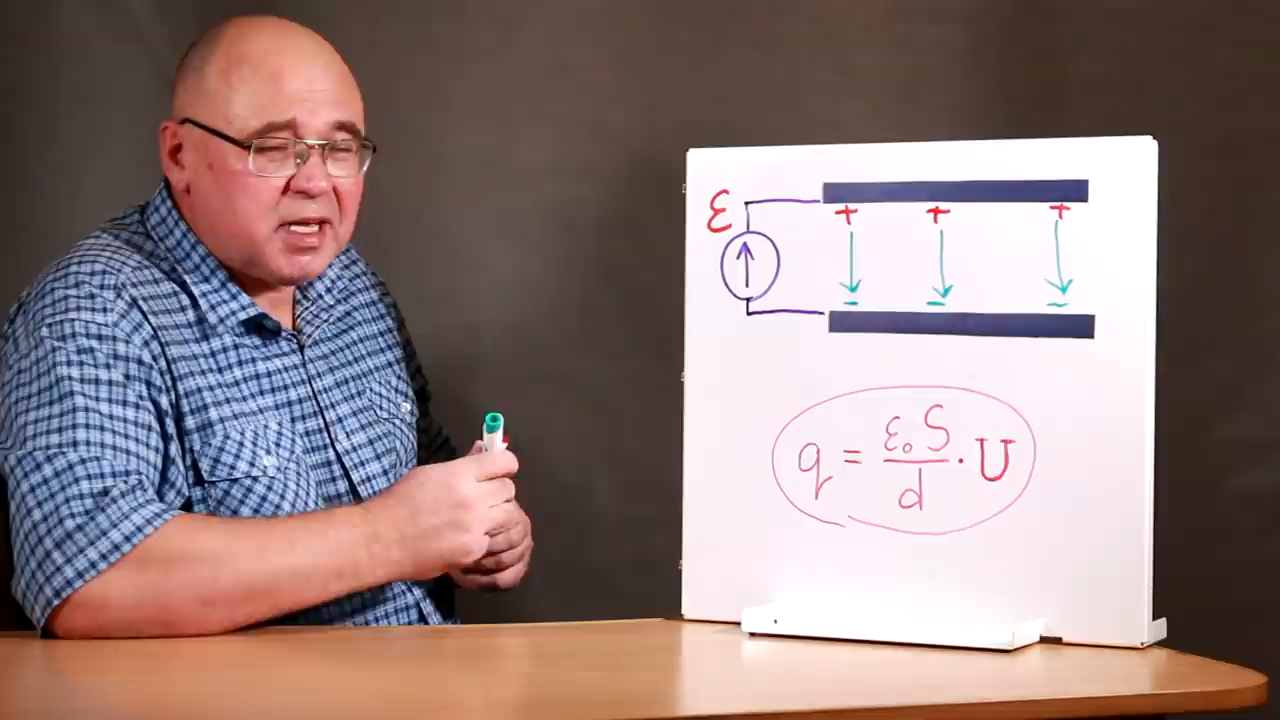 ε
+ + +
− − −
q = ε₀S/d · U